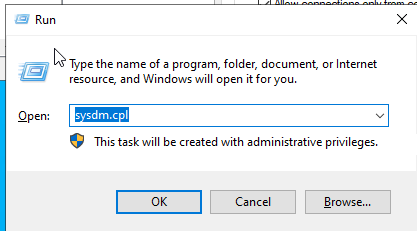 Allow connections only from co
Run
Type the name of a program, folder, document, or Internet
resource, and Windows will open it for you.
Open:
sysdm.cpl
This task will be created with administrative privileges.
OK
Cancel
Browse...